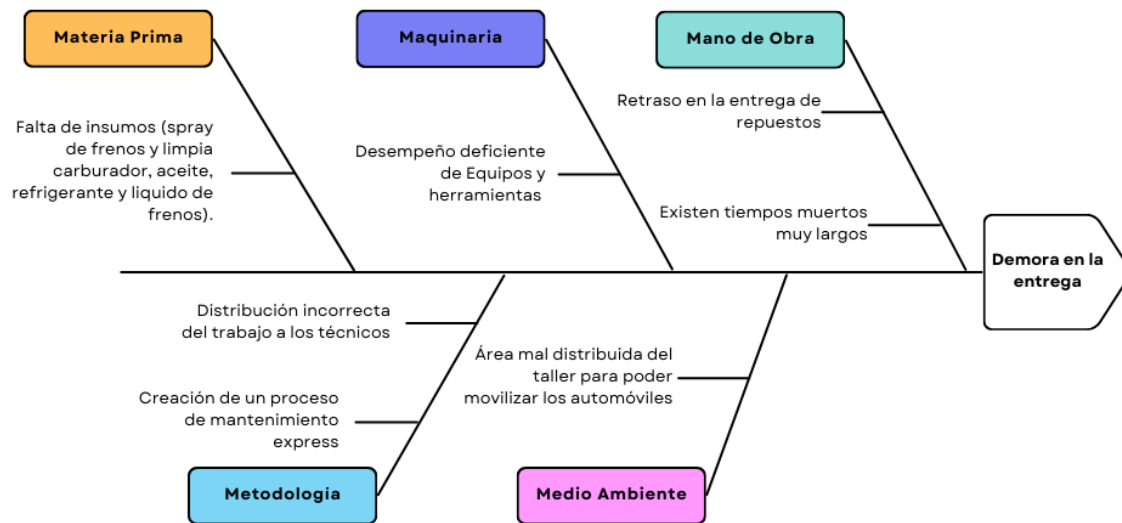 Materia Prima
Maquinaria
Mano de Obra
Falta de insumos (spray
de frenos y limpia
carburador, aceite,
refrigerante y liquido de
frenos).
Desempeño deficiente
de Equipos y
herramientas
Retraso en la entrega de
repuestos
Existen tiempos muertos
muy largos
Demora en la
entrega
Distribución incorrecta
del trabajo a los técnicos
Creación de un proceso
de mantenimiento
express
Área mal distribuida del
taller para poder
movilizar los automóviles
Metodología
Medio Ambiente